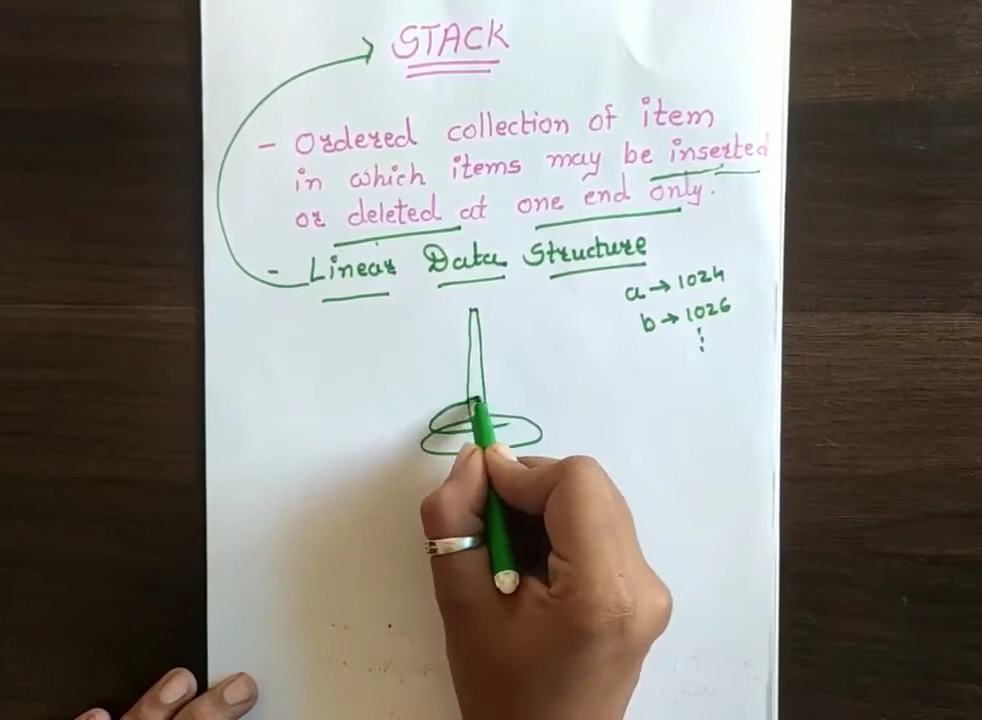 STACK
- Ordered collection of item
in which items may be inserted
or deleted at one end only.
- Linear Data Structure
a → 1024
b → 1026
⋮